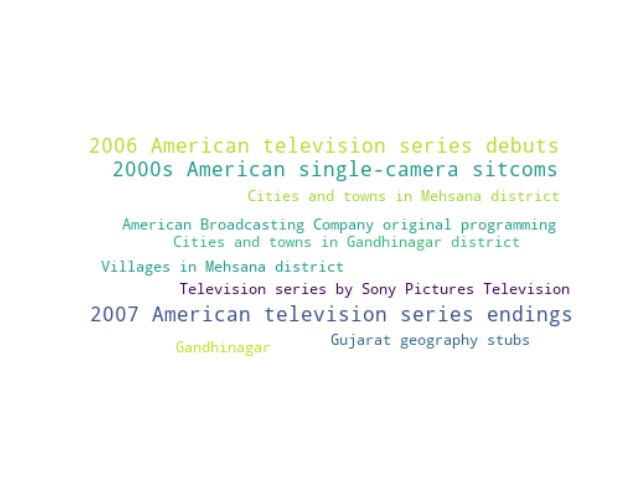 2006 American television series debuts
2000s American single-camera sitcoms
Cities and towns in Mehsana district
American Broadcasting Company original programming
Cities and towns in Gandhinagar district
Villages in Mehsana district
Television series by Sony Pictures Television
2007 American television series endings
Gujarat geography stubs
Gandhinagar